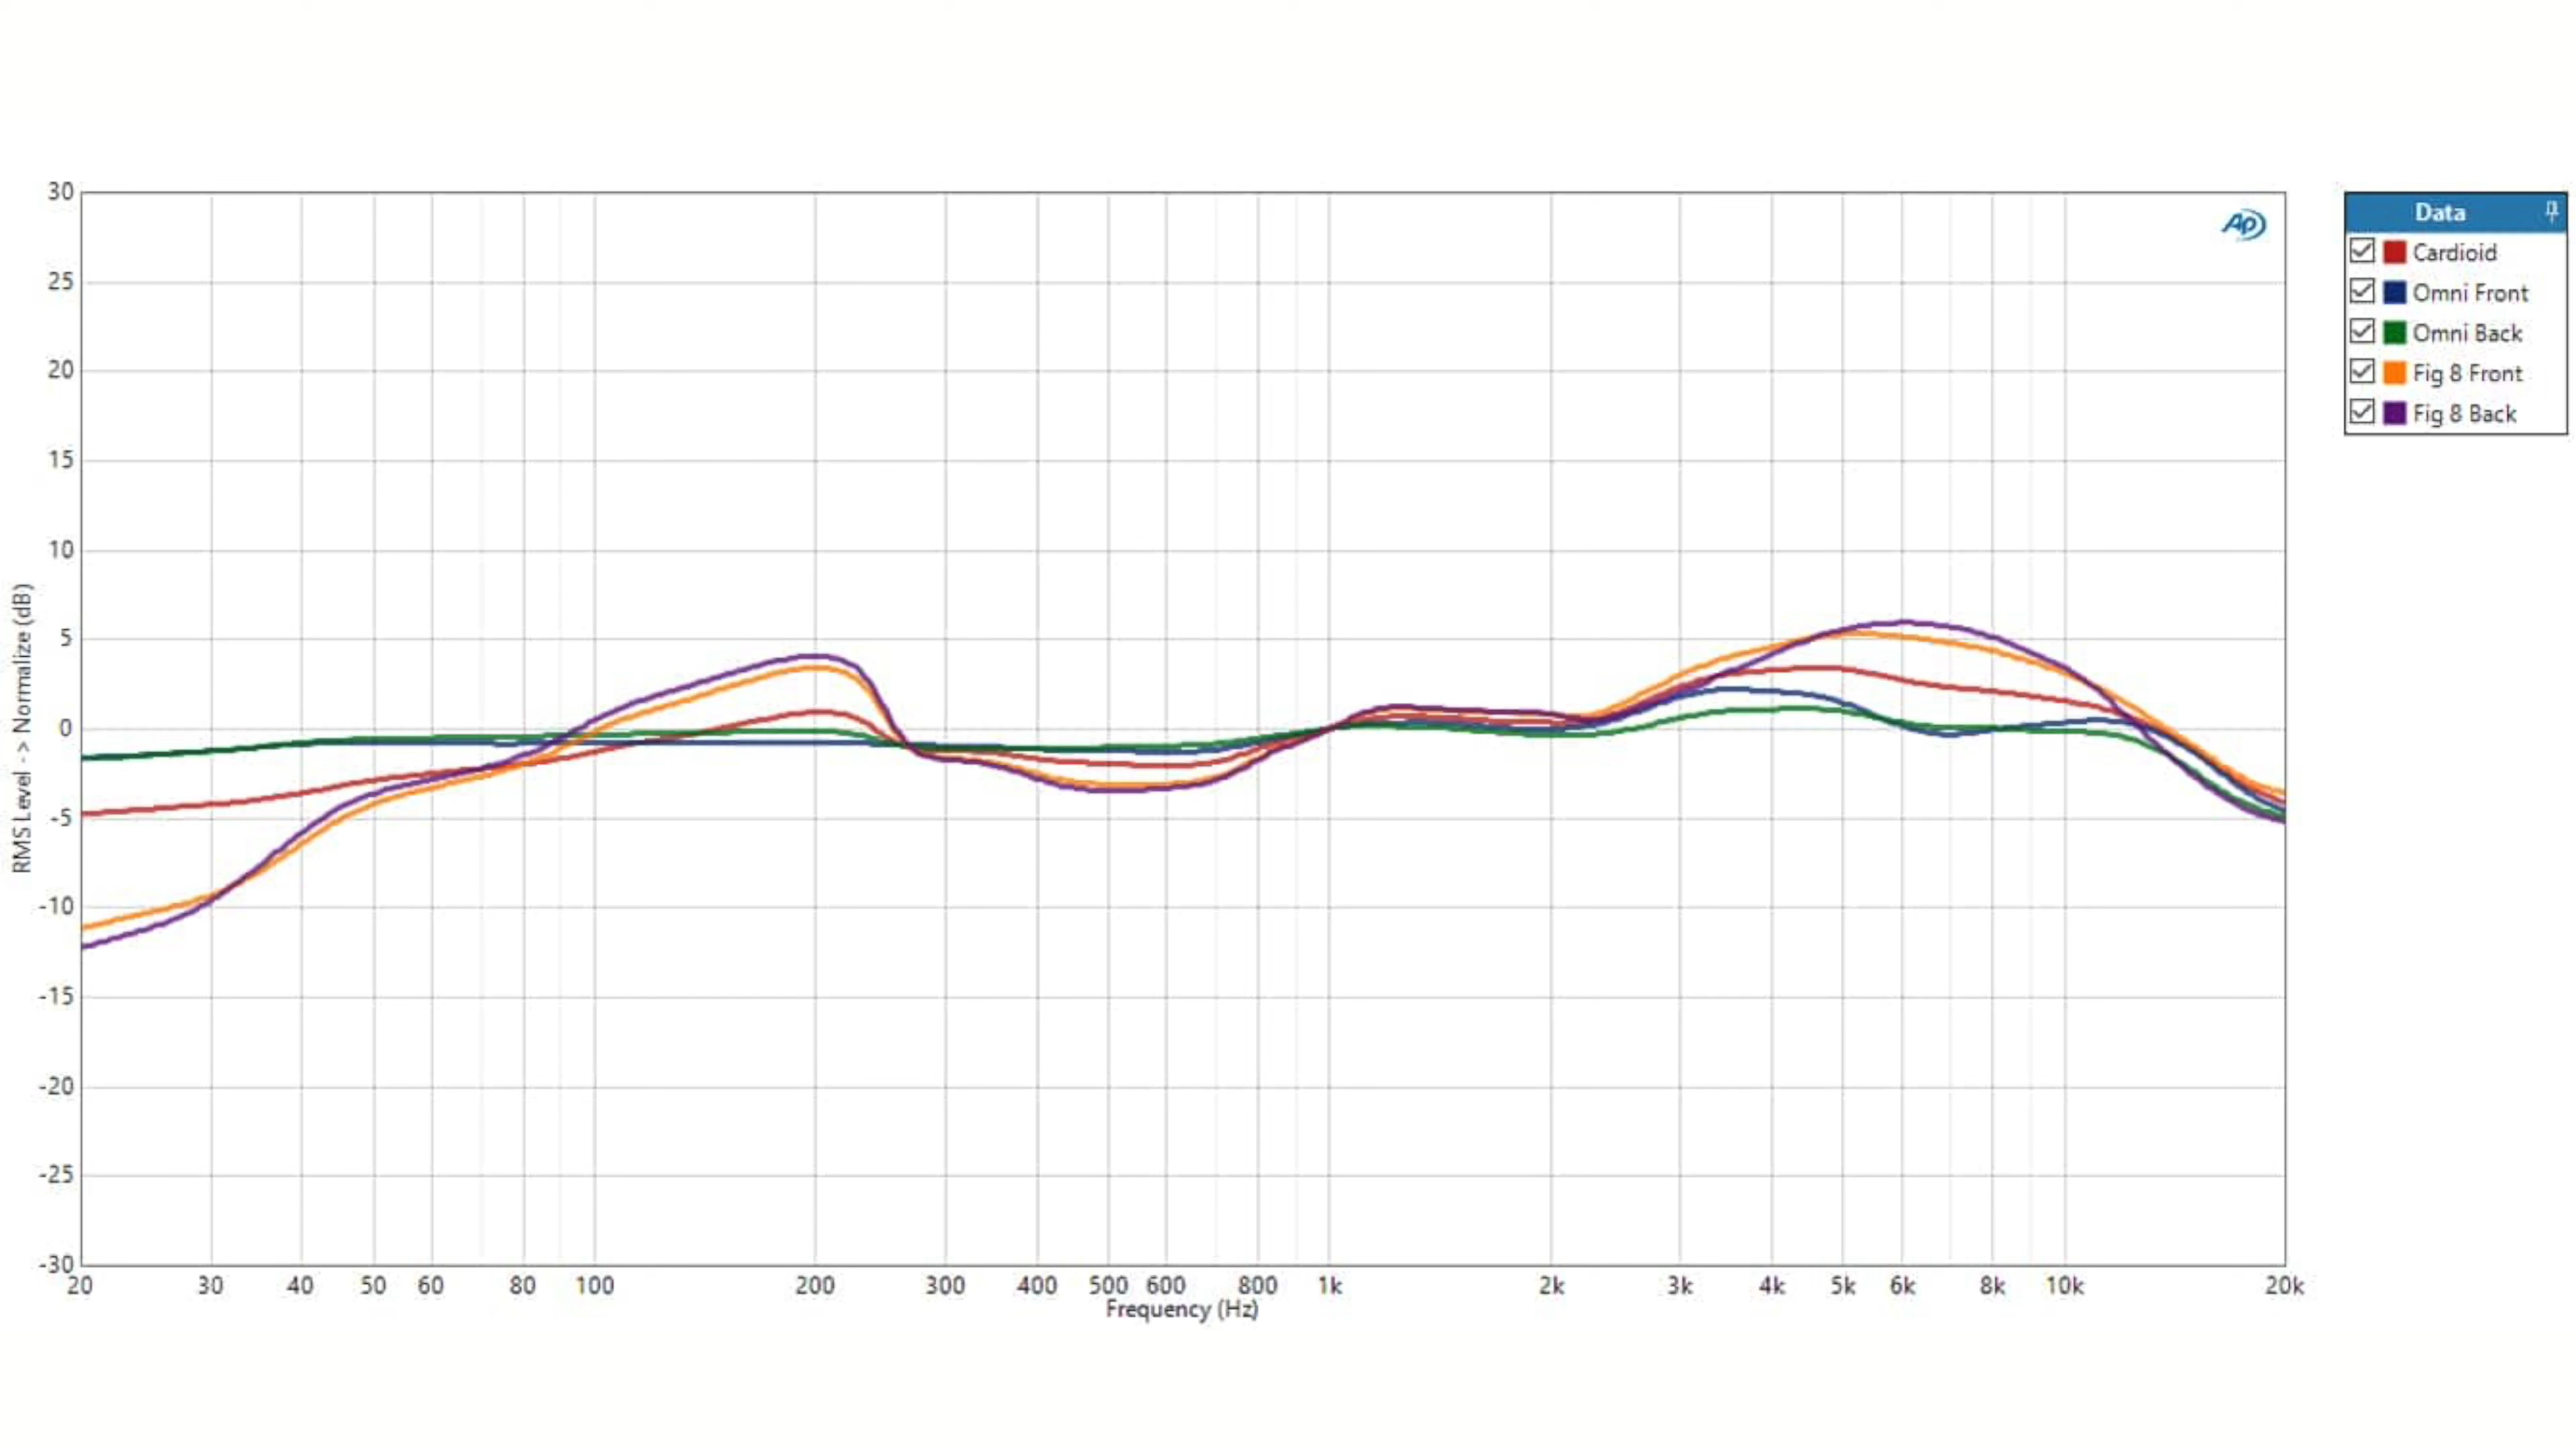 30
25
20
15
10
5
0
-5
-10
-15
-20
-25
-30
RMS Level - > Normalize (dB)
20 30 40 50 60 80 100 200 300 400 500 600 800 1k 2k 3k 4k 5k 6k 8k 10k 20k
Frequency (Hz)
AP
Data
Cardioid
Omni Front
Omni Back
Fig 8 Front
Fig 8 Back